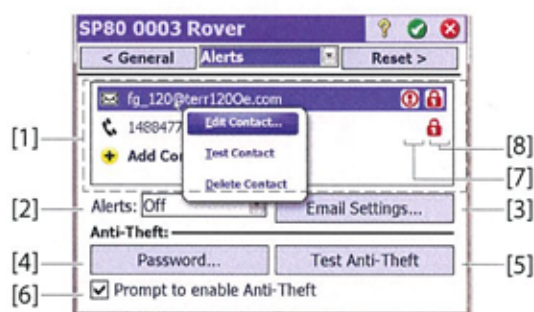 SP80 0003 Rover
?
< General Alerts Reset >
fg_120@terr120Oe.com
1488477
Add Con
Edit Contact...
Test Contact
Delete Contact
[1]
[8]
[7]
[2] Alerts: Off Email Settings... [3]
Anti-Theft:
[4] Password... Test Anti-Theft [5]
[6] Prompt to enable Anti-Theft